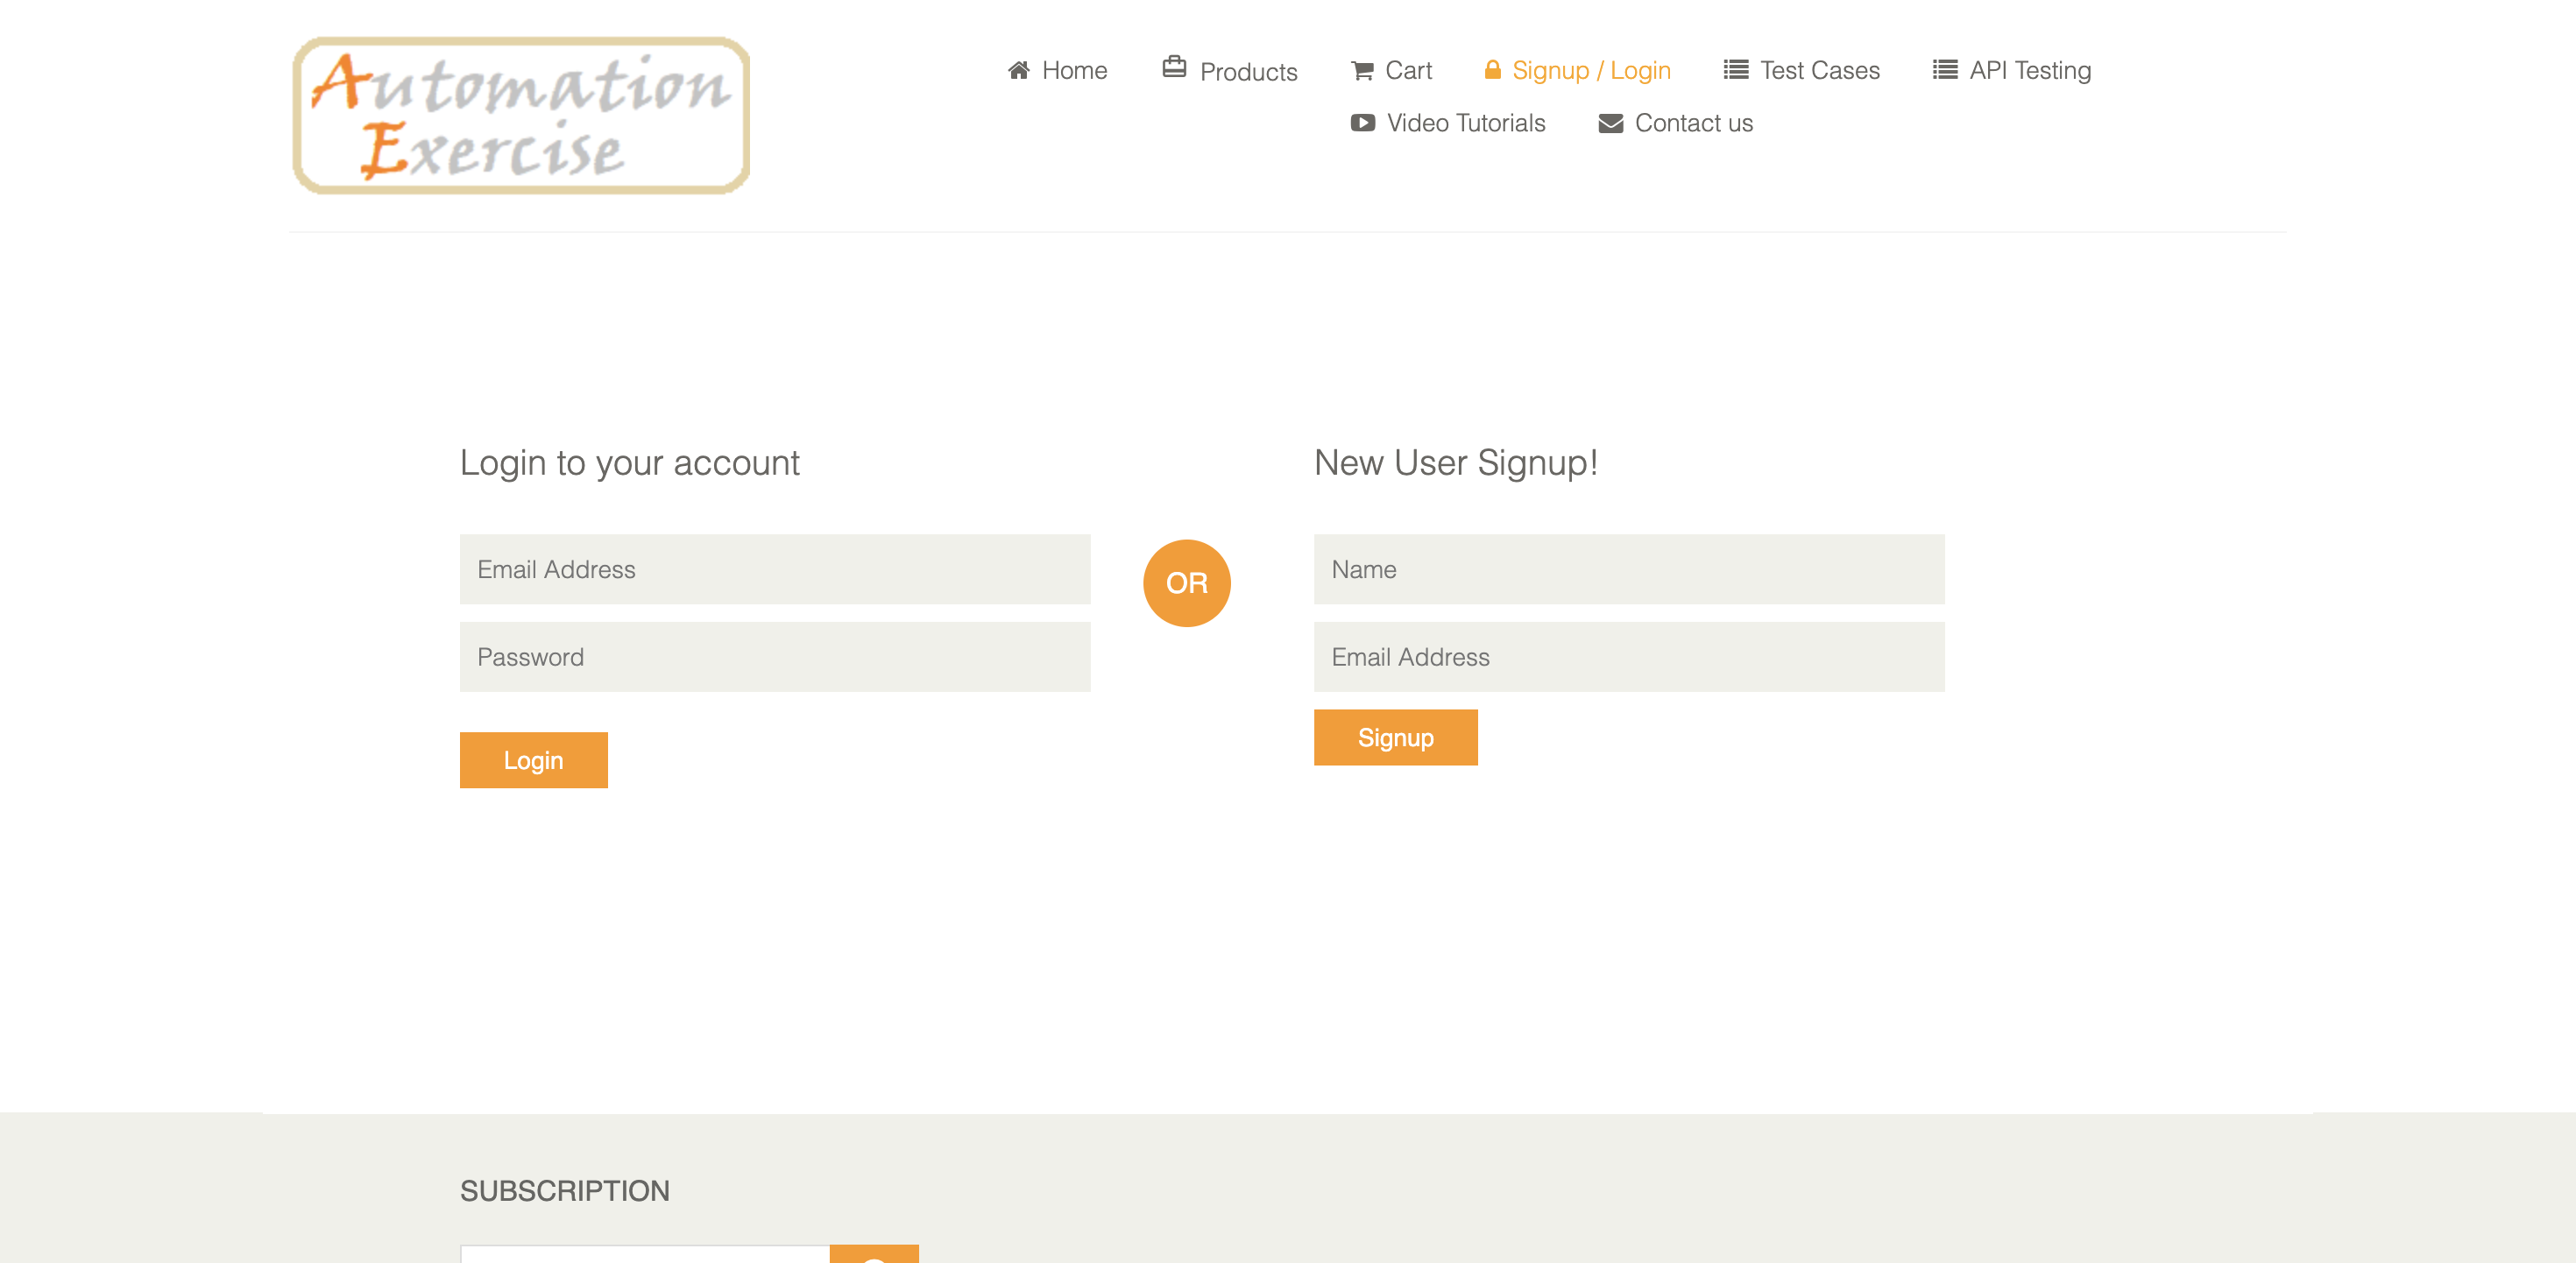 Automation
Exercise
Home Products Cart Signup / Login Test Cases API Testing
Video Tutorials Contact us
Login to your account
Email Address
Password
Login
OR
New User Signup!
Name
Email Address
Signup
SUBSCRIPTION